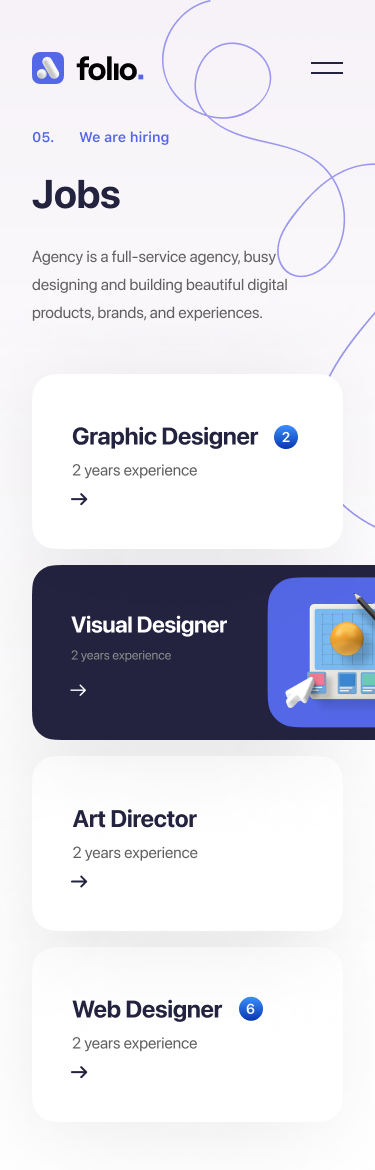 folio.
05. We are hiring
Jobs
Agency is a full-service agency, busy
designing and building beautiful digital
products, brands, and experiences.
Graphic Designer 2
2 years experience
Visual Designer
2 years experience
Art Director
2 years experience
Web Designer 6
2 years experience